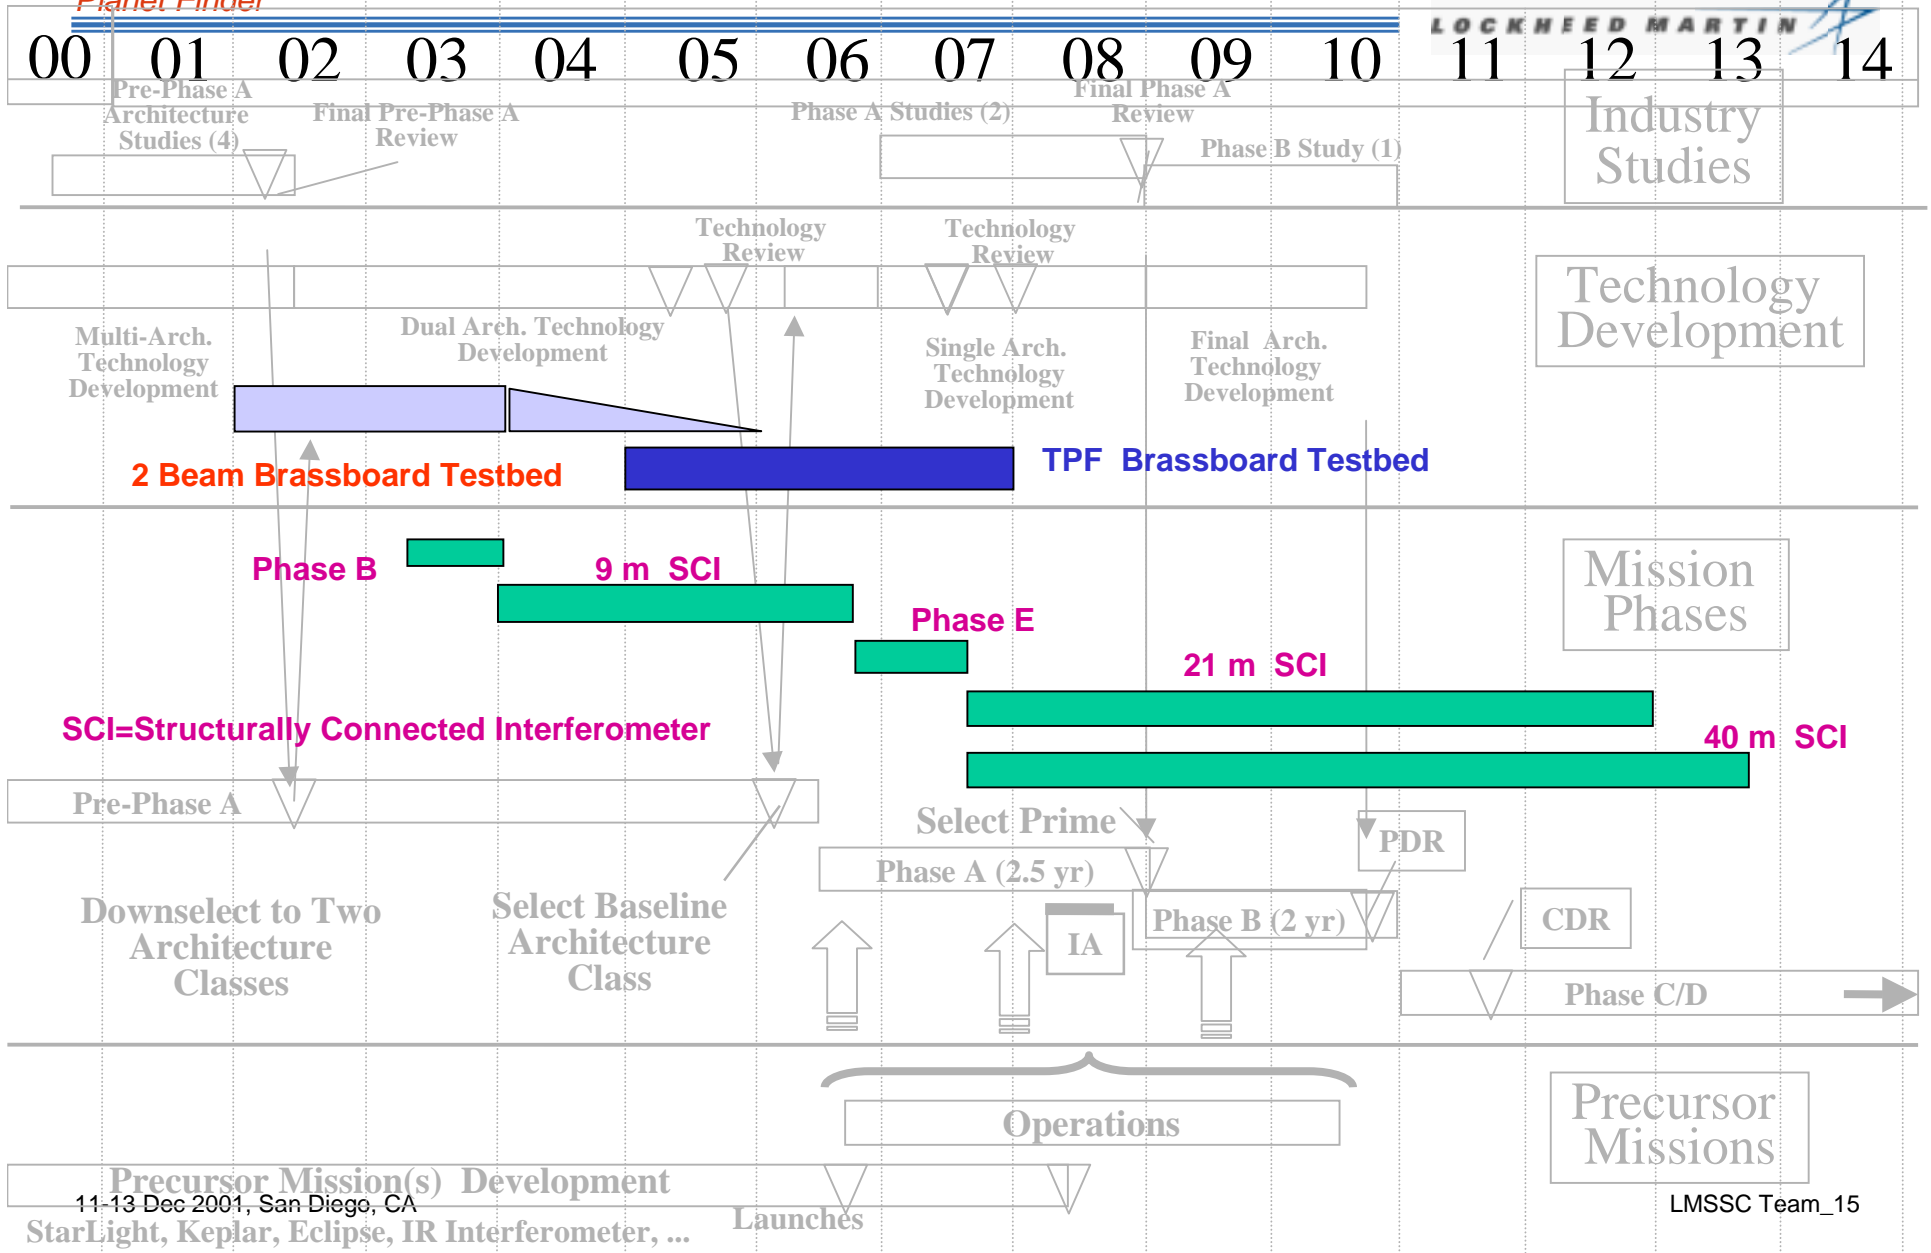 Planet Finder
LOCKHEED MARTIN
00 01 02 03 04 05 06 07 08 09 10 11 12 13 14
Pre-Phase A
Architecture
Studies (4)
Final Pre-Phase A
Review
Phase A Studies (2)
Final Phase A
Review
Phase B Study (1)
Industry
Studies
Technology
Review
Technology
Review
Technology
Development
Multi-Arch.
Technology
Development
Dual Arch. Technology
Development
Single Arch.
Technology
Development
Final Arch.
Technology
Development
2 Beam Brassboard Testbed
TPF Brassboard Testbed
Phase B
9 m SCI
Phase E
21 m SCI
40 m SCI
Mission
Phases
SCI=Structurally Connected Interferometer
Pre-Phase A
Select Prime
Phase A (2.5 yr)
PDR
Downselect to Two
Architecture
Classes
Select Baseline
Architecture
Class
IA
Phase B (2 yr)
CDR
Phase C/D
Operations
Precursor
Missions
Precursor Mission(s) Development
11-13 Dec 2001, San Diego, CA
LMSSC Team_15
Launches
StarLight, Keplar, Eclipse, IR Interferometer, ...